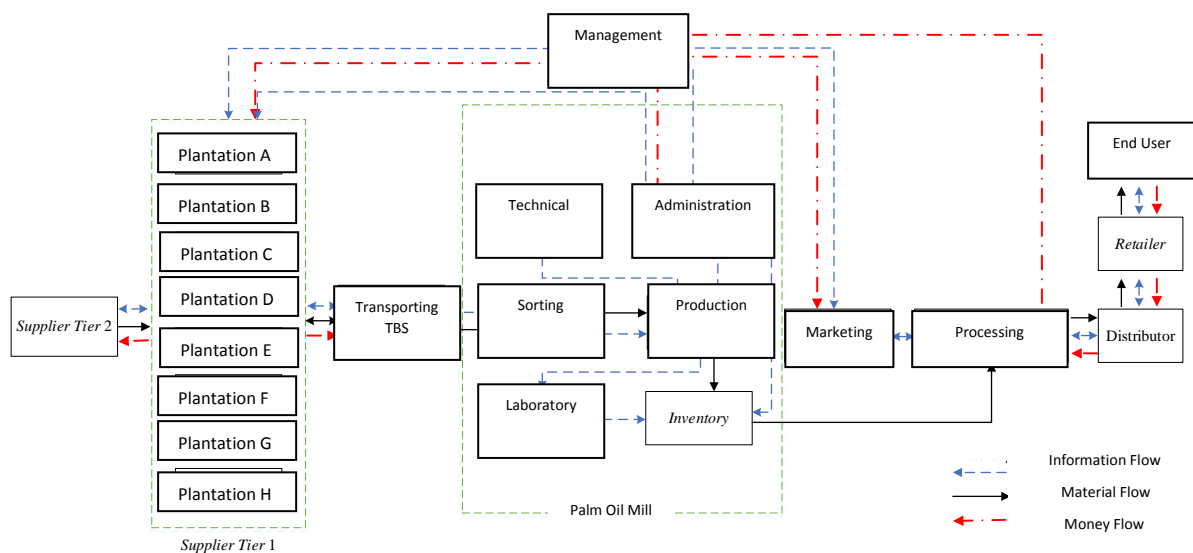 Management
Plantation A
Plantation B
Plantation C
Plantation D
Plantation E
Plantation F
Plantation G
Plantation H
Supplier Tier 1
Supplier Tier 2
Transporting
TBS
Technical
Administration
Sorting
Production
Laboratory
Inventory
Palm Oil Mill
Marketing
Processing
End User
Retailer
Distributor
Information Flow
Material Flow
Money Flow